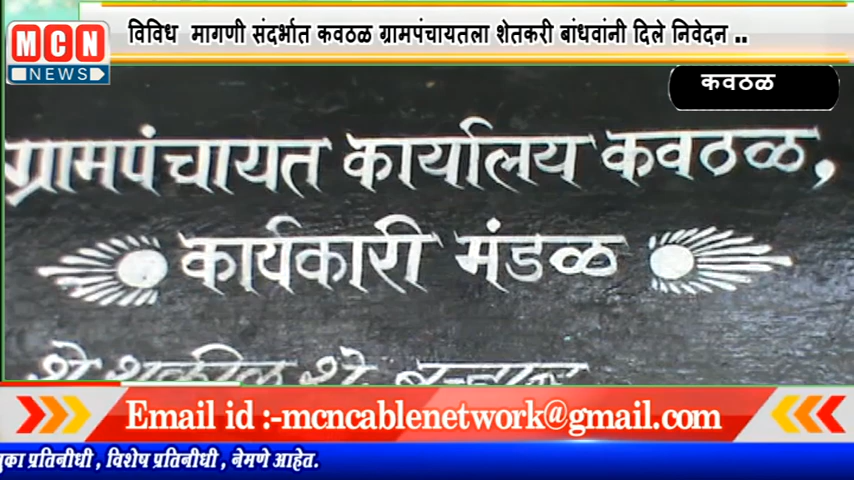 MCN
NEWS
विविध मागणी संदर्भात कवठळ ग्रामपंचायतला शेतकरी बांधवांनी दिले निवेदन ..
कवठळ
ग्रामपंचायत कार्यालय कवठळ,
कार्यकारी मंडळ
Email id :-mcncablenetwork@gmail.com
प्रतिनीधी , विशेष प्रतिनीधी , नेमणे आहेत.